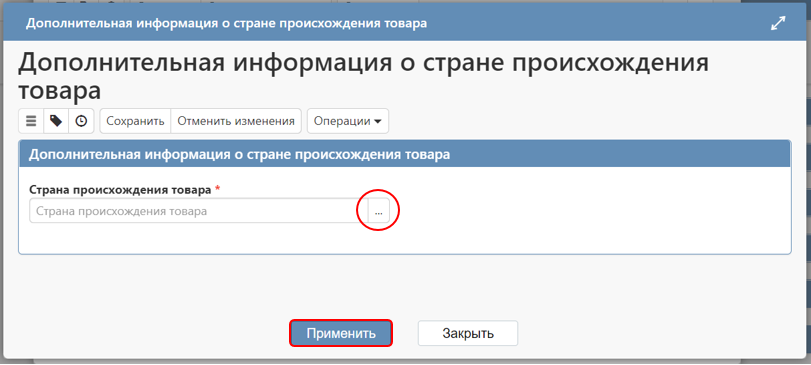 Дополнительная информация о стране происхождения товара
Дополнительная информация о стране происхождения
товара
Сохранить Отменить изменения Операции
Дополнительная информация о стране происхождения товара
Страна происхождения товара *
Страна происхождения товара ...
Применить Закрыть